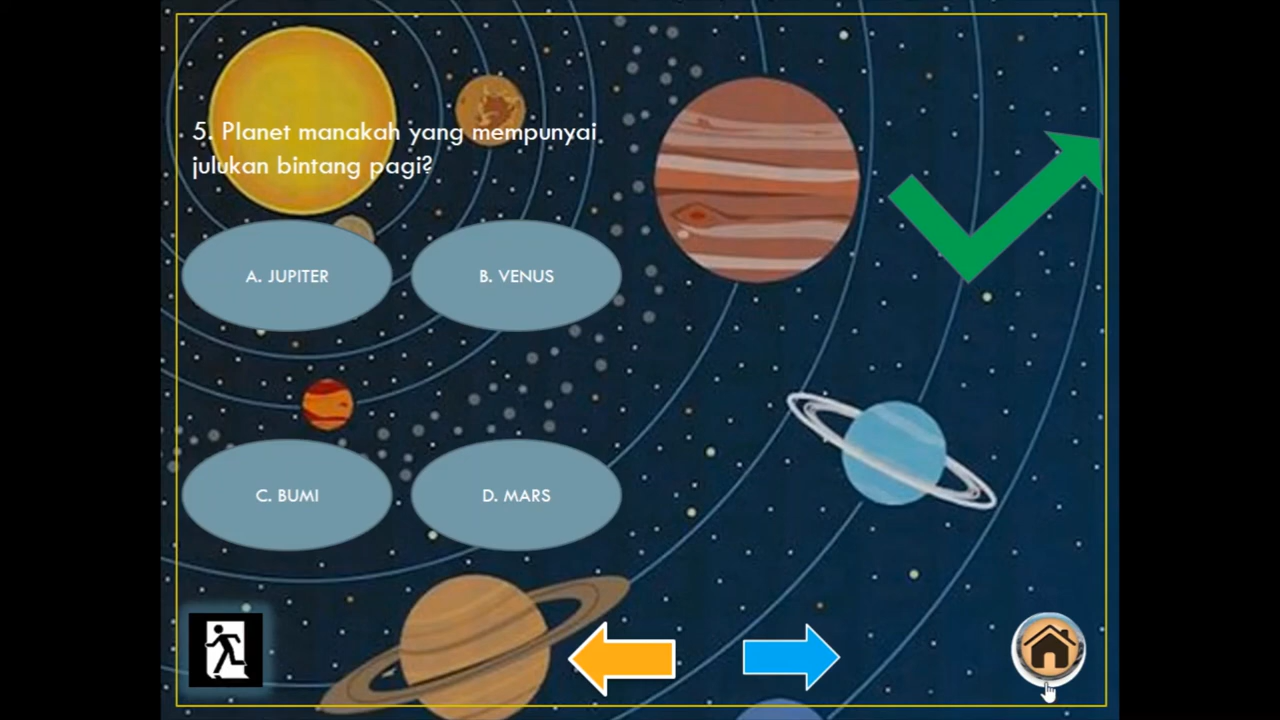 5. Planet manakah yang mempunyai
julukan bintang pagi?
A. JUPITER
B. VENUS
C. BUMI
D. MARS